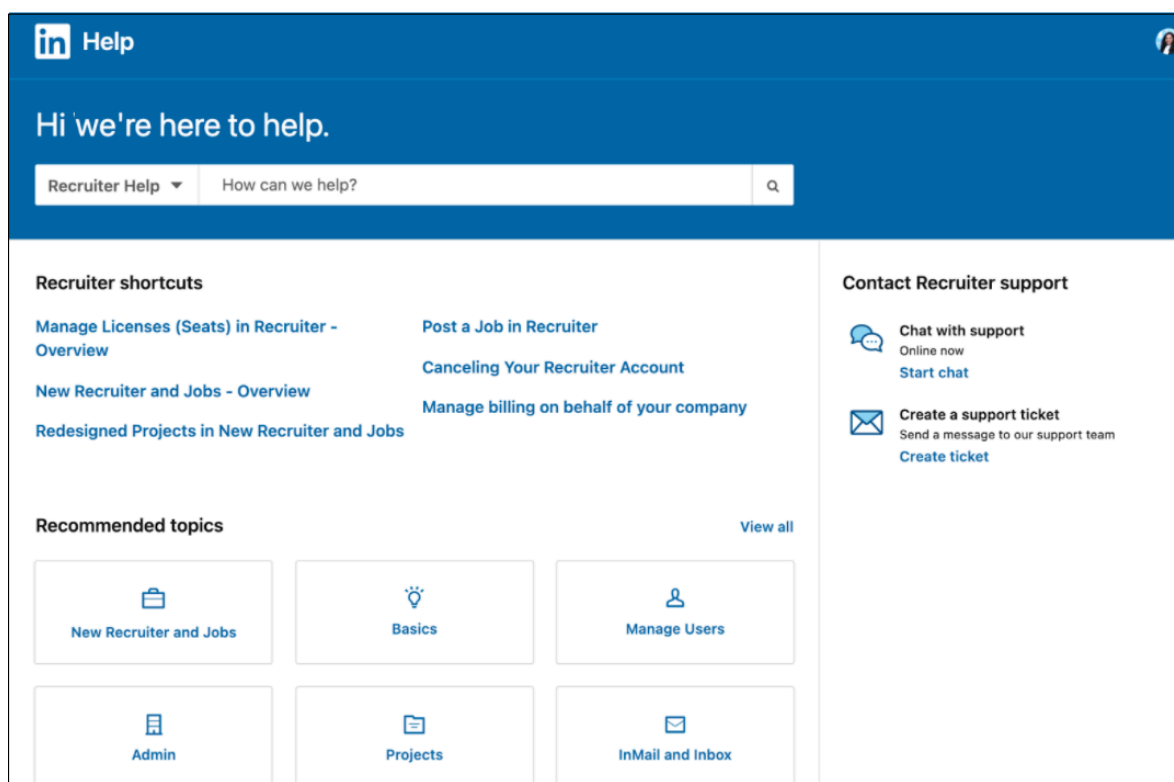 in Help
Hi we're here to help.
Recruiter Help
How can we help?
Recruiter shortcuts
Manage Licenses (Seats) in Recruiter -
Overview
New Recruiter and Jobs - Overview
Redesigned Projects in New Recruiter and Jobs
Post a Job in Recruiter
Canceling Your Recruiter Account
Manage billing on behalf of your company
Contact Recruiter support
Chat with support
Online now
Start chat
Create a support ticket
Send a message to our support team
Create ticket
Recommended topics
View all
New Recruiter and Jobs
Basics
Manage Users
Admin
Projects
InMail and Inbox